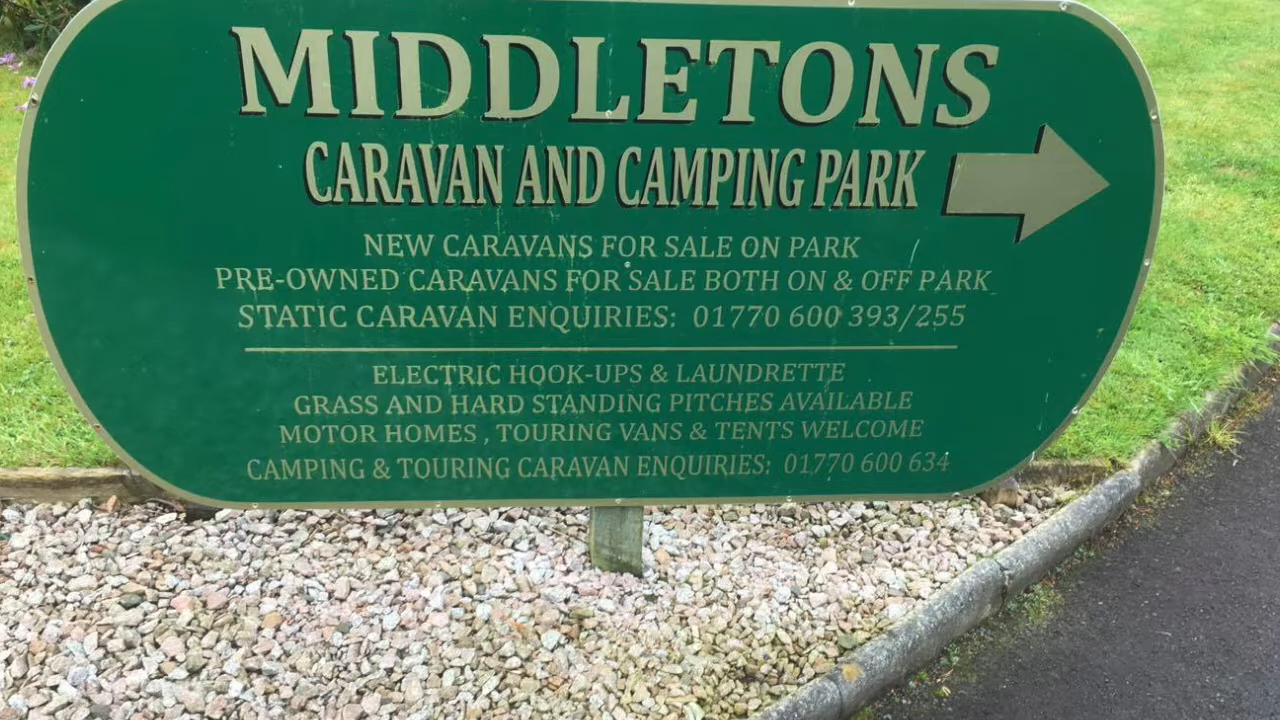 MIDDLETONS
CARAVAN AND CAMPING PARK
NEW CARAVANS FOR SALE ON PARK
PRE-OWNED CARAVANS FOR SALE BOTH ON & OFF PARK
STATIC CARAVAN ENQUIRIES: 01770 600 393/255
ELECTRIC HOOK-UPS & LAUNDRETTE
GRASS AND HARD STANDING PITCHES AVAILABLE
MOTOR HOMES , TOURING VANS & TENTS WELCOME
CAMPING & TOURING CARAVAN ENQUIRIES: 01770 600 634